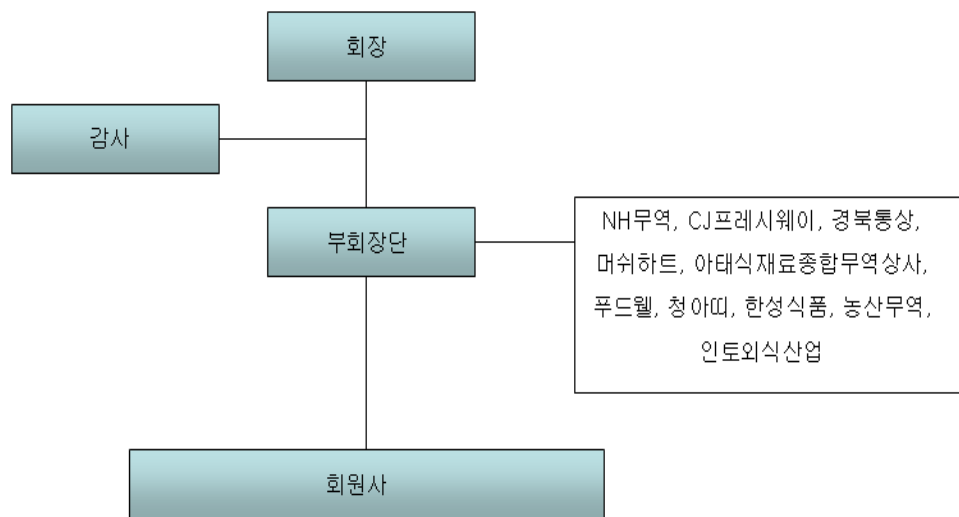 회장
감사
부회장단
NH무역, CJ프레시웨이, 경북통상,
머쉬하트, 아태식재료종합무역상사,
푸드웰, 청아띠, 한성식품, 농산무역,
인토외식산업
회원사